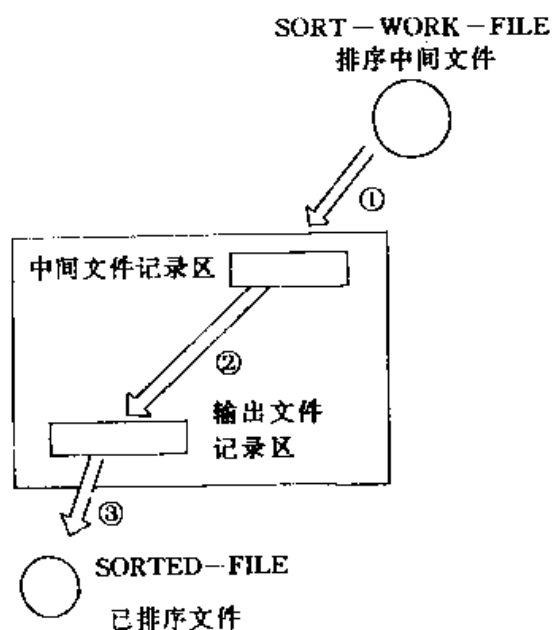 SORT－WORK－FILE
排序中间文件
①
中间文件记录区
②
输出文件
记录区
③
SORTED－FILE
已排序文件